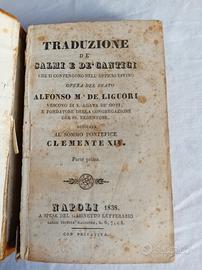 TRADUZIONE
DE'
SALMI E DE' CANTICI
CHE SI CONTENGONO NELL' OFFICIO DIVINO
OPERA DEL BEATO
ALFONSO M.ª DE LIGUORI
VESCOVO DI S. AGATA DE' GOTI,
E FONDATORE DELLA CONGREGAZIONE
DEL SS. REDENTORE.
DEDICATA
AL SOMMO PONTEFICE
CLEMENTE XIV.
Parte prima.
NAPOLI 1838.
A SPESE DEL GABINETTO LETTERARIO
CON PRIVATIVA.